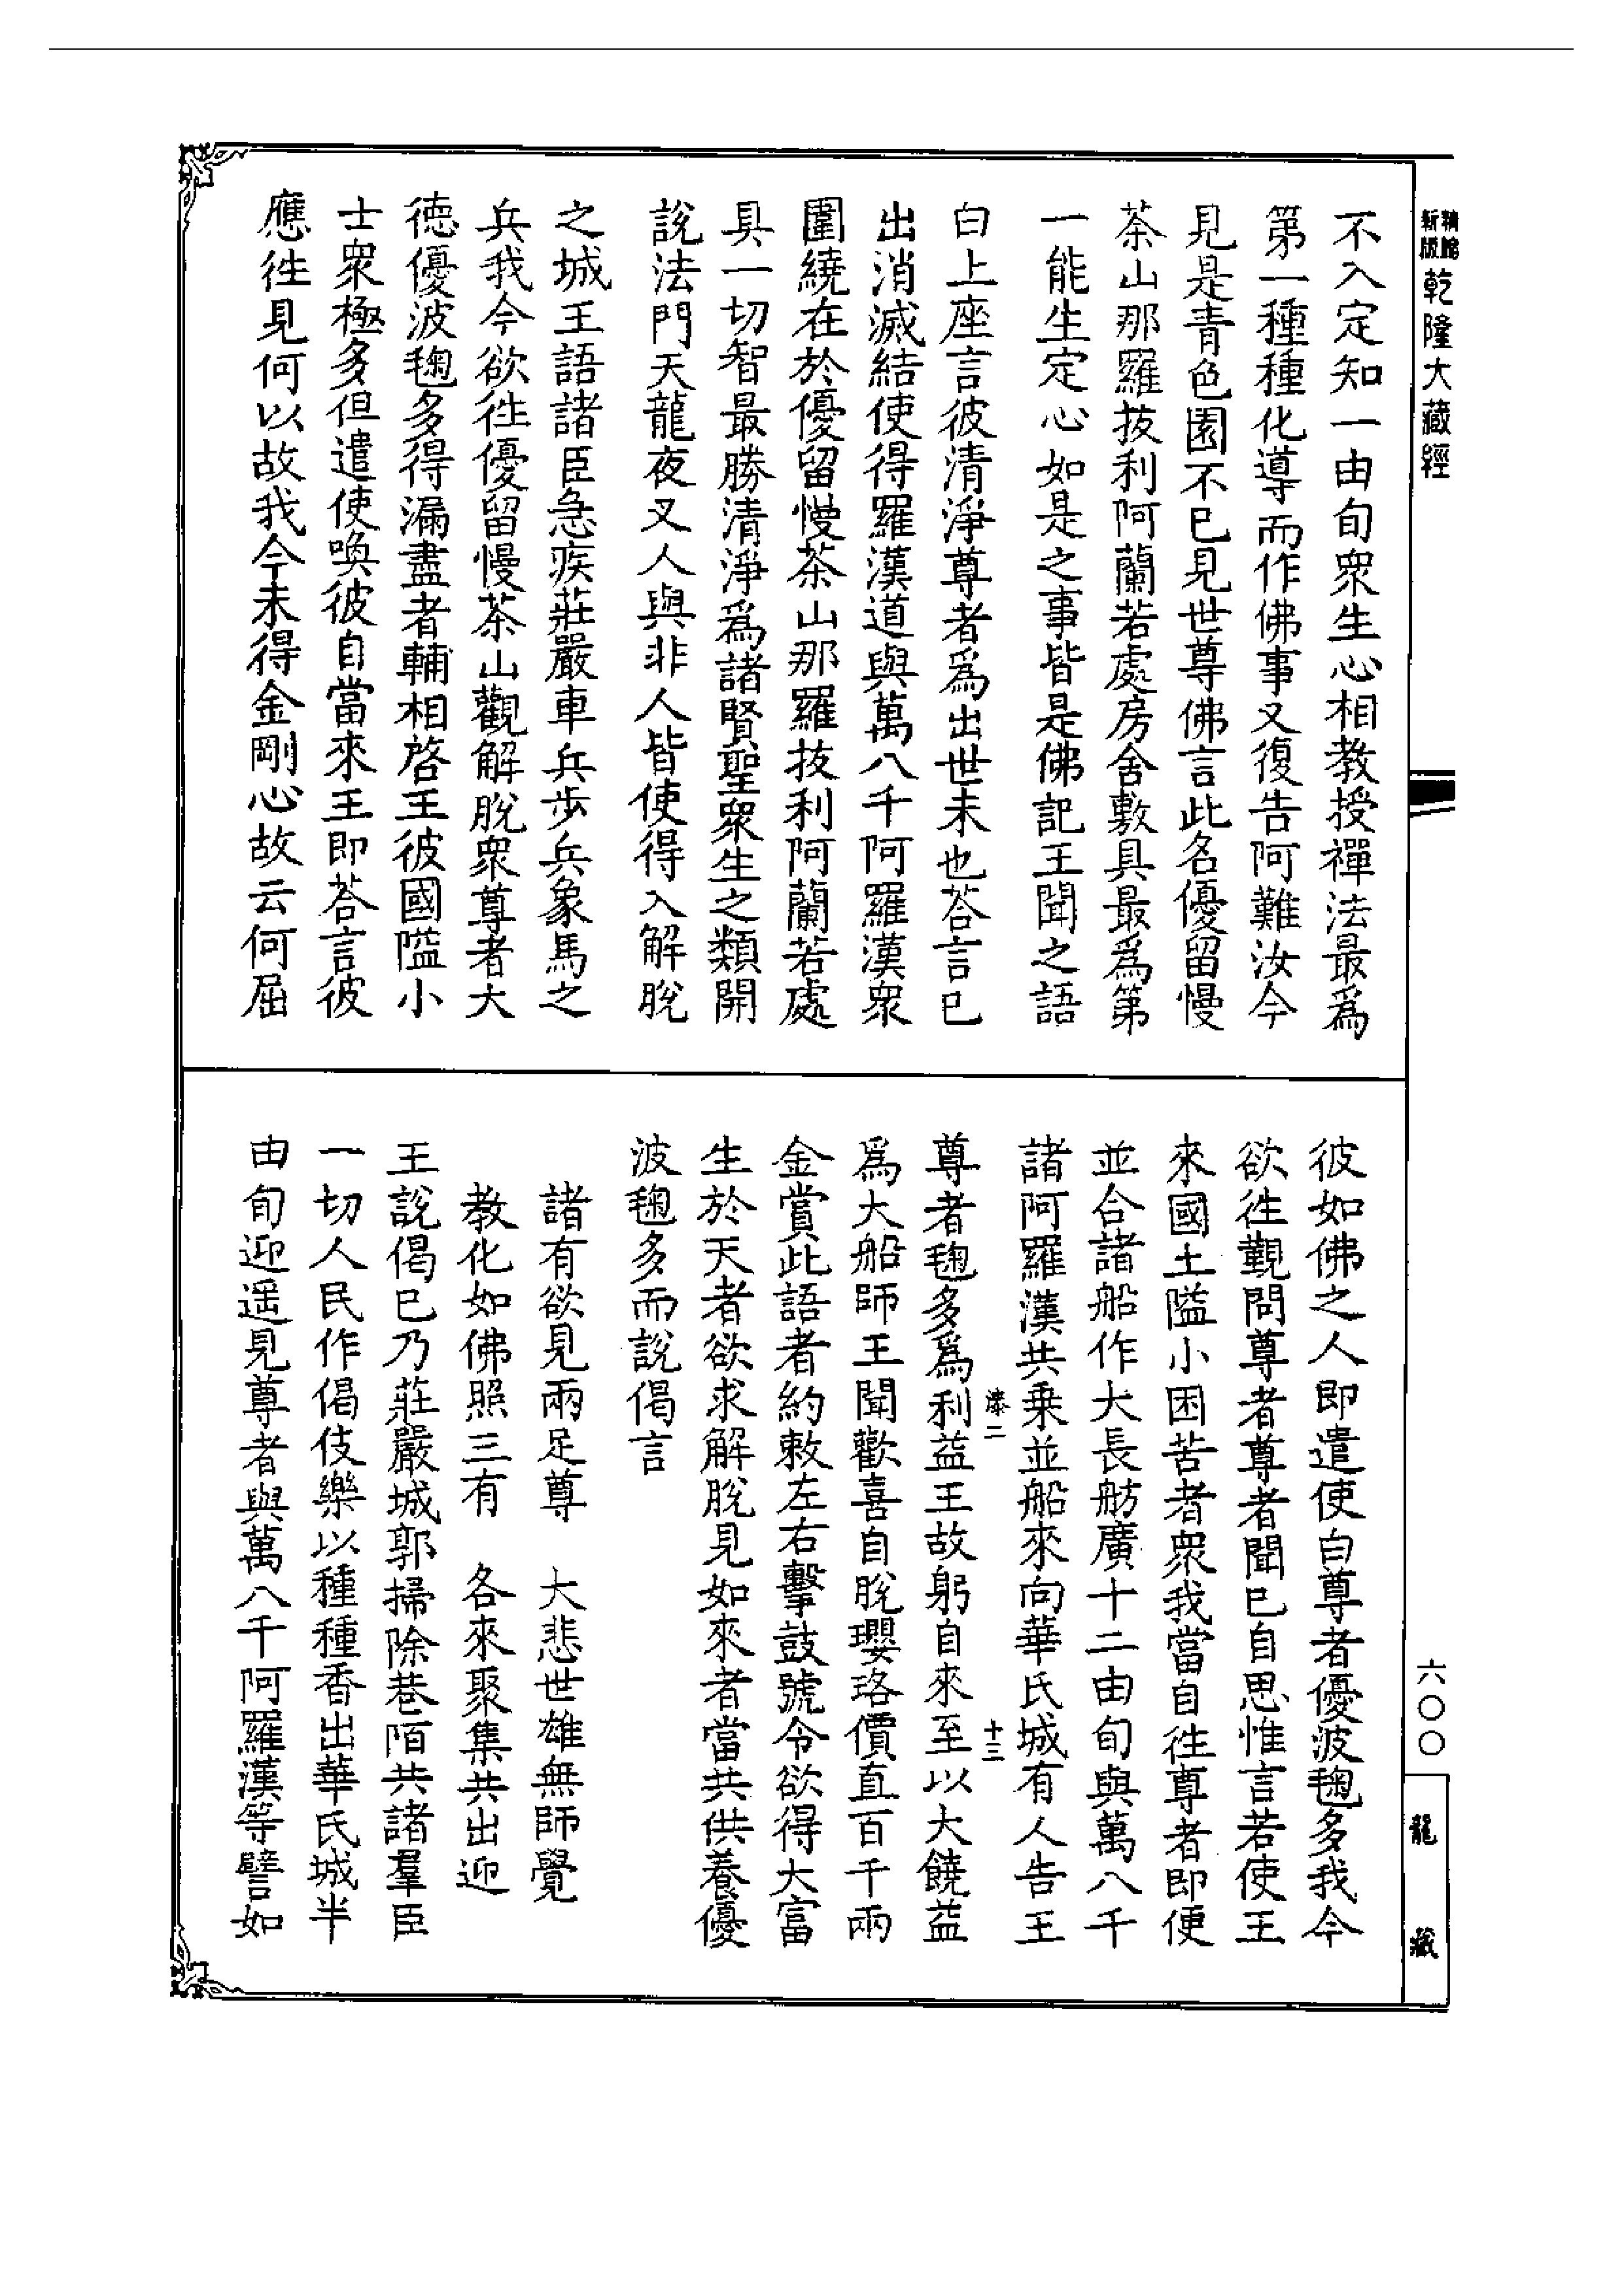 精縮新版乾隆大藏經
不入定知一由旬衆生心相教授禪法最爲
第一種種化導而作佛事又復告阿難汝今
見是青色園不已見世尊佛言此名優留慢
茶山那羅拔利阿蘭若處房舍敷具最爲第
一能生定心如是之事皆是佛記王聞之語
白上座言彼清淨尊者爲出世未也荅言已
出消滅結使得羅漢道與萬八千阿羅漢衆
圍繞在於優留慢茶山那羅拔利阿蘭若處
具一切智最勝清淨爲諸賢聖衆生之類開
說法門天龍夜叉人與非人皆使得入解脫
之城王語諸臣急疾莊嚴車兵步兵象馬之
兵我今欲徃優留慢茶山觀解脫衆尊者大
德優波毱多得漏盡者輔相啓王彼國隘小
士衆極多但遣使喚彼自當來王即荅言彼
應徃見何以故我今未得金剛心故云何屈
彼如佛之人即遣使白尊者優波毱多我今
欲徃覲問尊者尊者聞已自思惟言若使王
來國土隘小困苦者衆我當自徃尊者即便
並合諸船作大長舫廣十二由旬與萬八千
諸阿羅漢共乗並船來向華氏城有人告王
漆二 十三
尊者毱多爲利益王故躬自來至以大饒益
爲大船師王聞歡喜自脫瓔珞價直百千兩
金賞此語者約敕左右擊鼓號令欲得大富
生於天者欲求解脫見如來者當共供養優
波毱多而說偈言
諸有欲見兩足尊 大悲世雄無師覺
教化如佛照三有 各來聚集共出迎
王說偈已乃莊嚴城郭掃除巷陌共諸羣臣
一切人民作偈伎樂以種種香出華氏城半
由旬迎遥見尊者與萬八千阿羅漢等譬如
六〇〇
龍藏